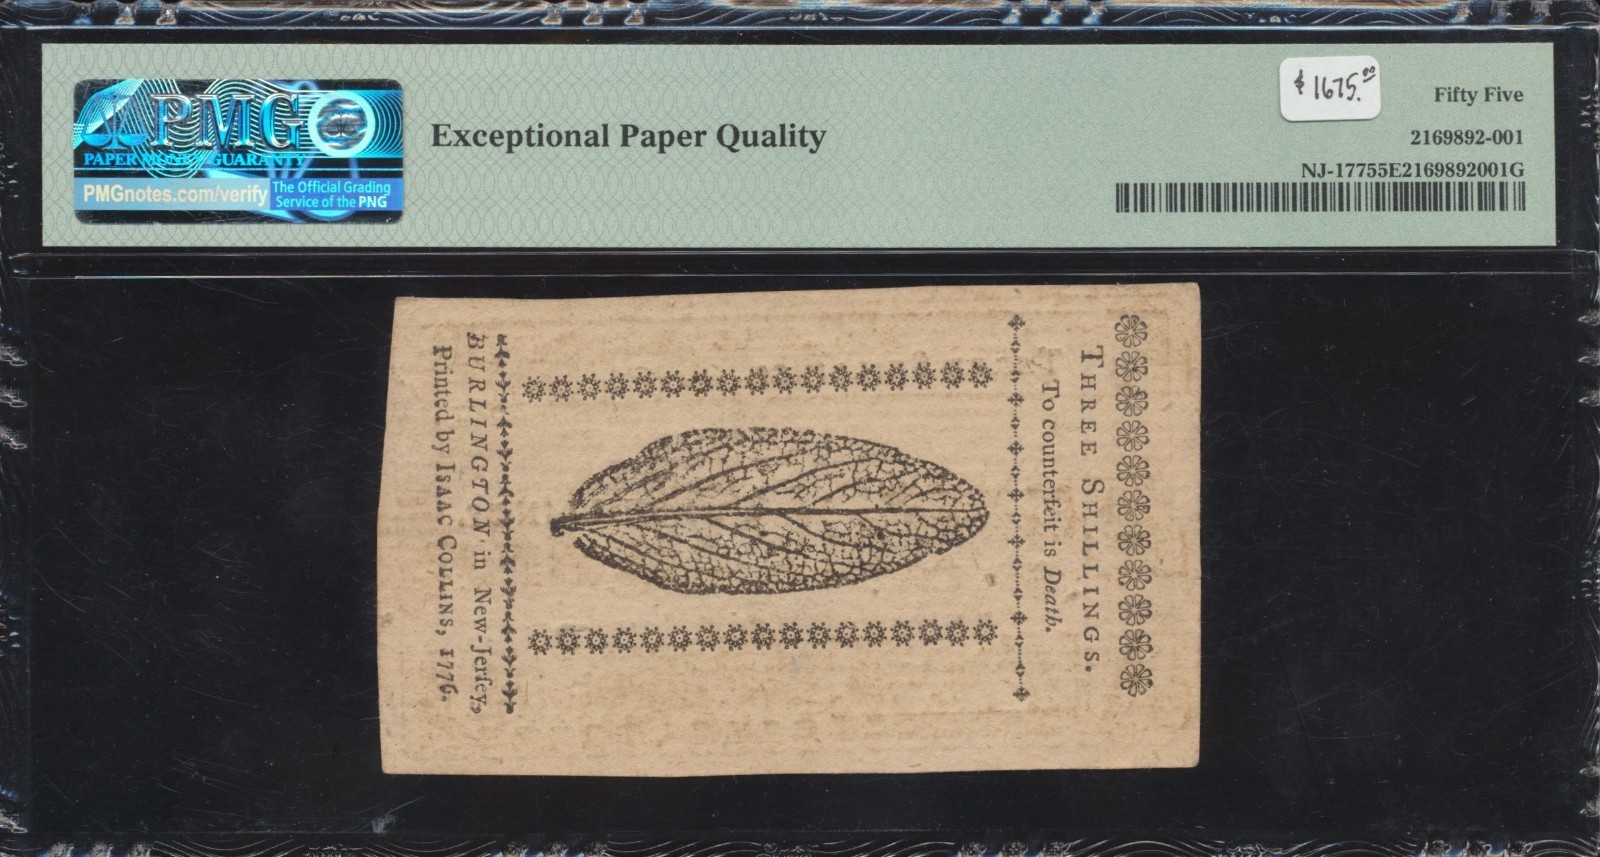 PMG
PAPER MONEY GUARANTY
PMGnotes.com/verify
The Official Grading
Service of the PNG
Exceptional Paper Quality
$1675.00
Fifty Five
2169892-001
NJ-17755E2169892001G
THREE SHILLINGS.
To counterfeit is Death.
BURLINGTON in New-Jerſey,
Printed by ISAAC COLLINS, 1776.